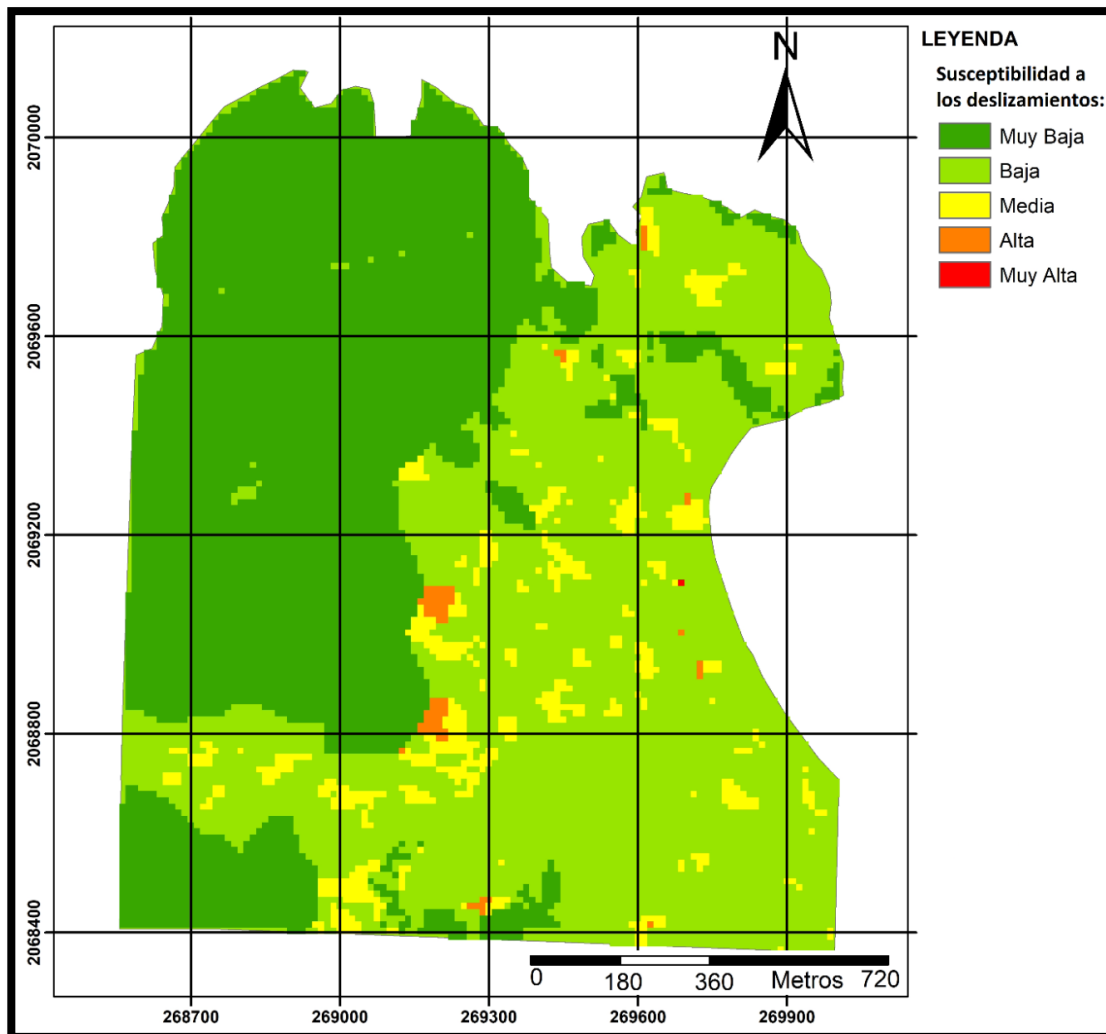 LEYENDA
Susceptibilidad a
los deslizamientos:
Muy Baja
Baja
Media
Alta
Muy Alta
N
2070000
2069600
2069200
2068800
2068400
0 180 360 Metros 720
268700 269000 269300 269600 269900